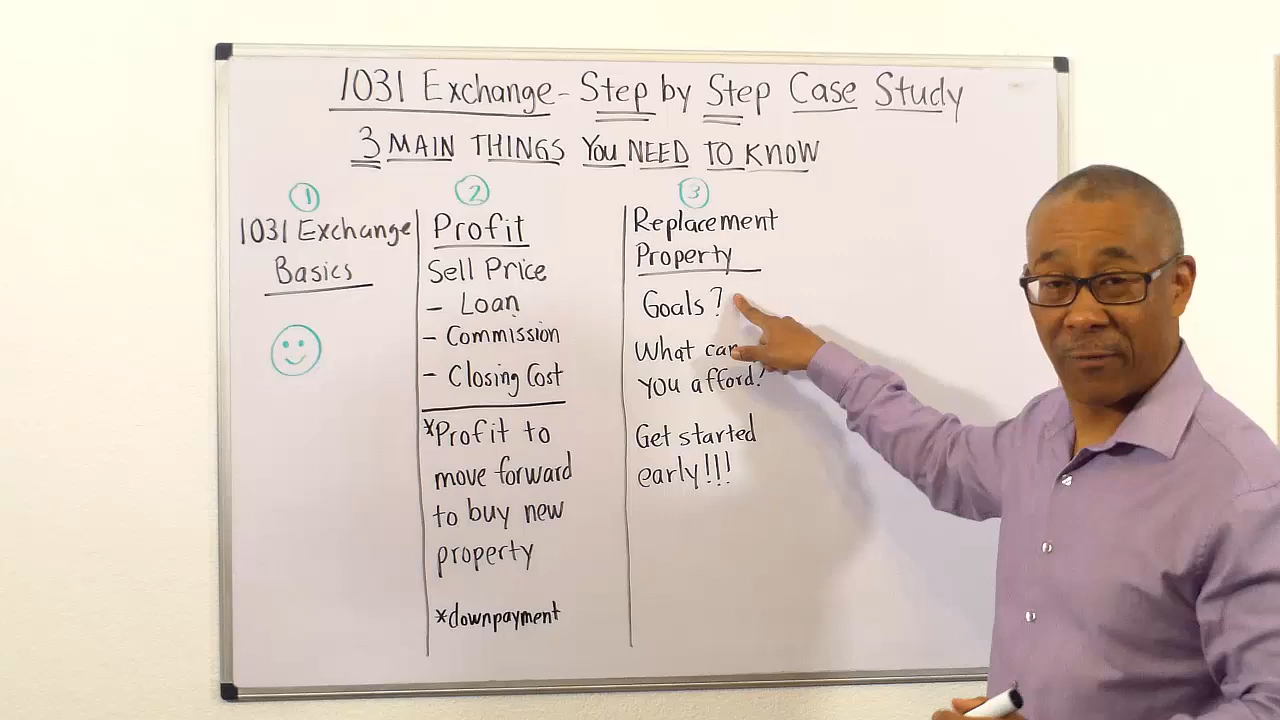 1031 Exchange - Step by Step Case Study
3 MAIN THINGS YOU NEED TO KNOW
1
1031 Exchange
Basics
2
Profit
Sell Price
- Loan
- Commission
- Closing Cost
*Profit to
move forward
to buy new
property
*downpayment
3
Replacement
Property
Goals?
What can
you afford?
Get started
early!!!